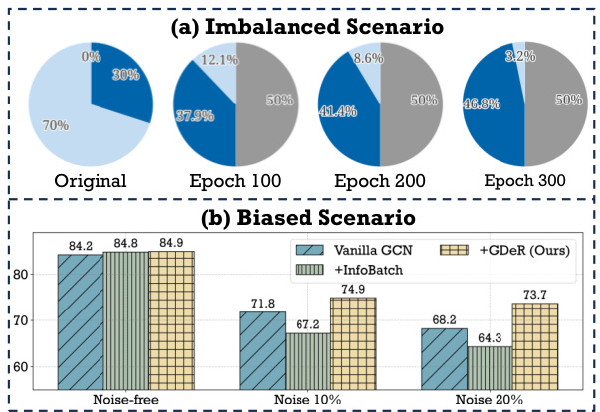 (a) Imbalanced Scenario
0%
30%
70%
12.1%
37.9%
50%
8.6%
41.4%
50%
3.2%
46.8%
50%
Original
Epoch 100
Epoch 200
Epoch 300
(b) Biased Scenario
Vanilla GCN
+InfoBatch
+GDeR (Ours)
80
70
60
84.2
84.8
84.9
71.8
67.2
74.9
68.2
64.3
73.7
Noise-free
Noise 10%
Noise 20%